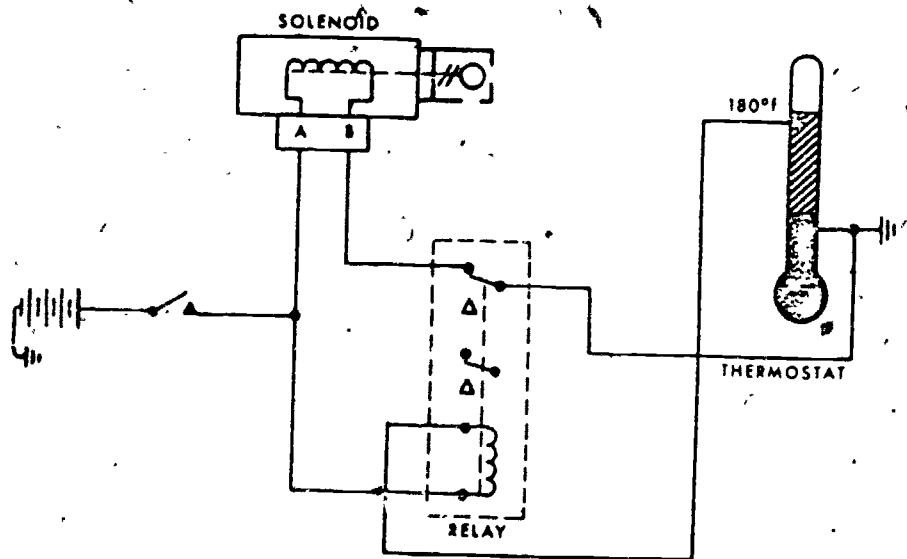 SOLENOID
A B
180°f
THERMOSTAT
RELAY